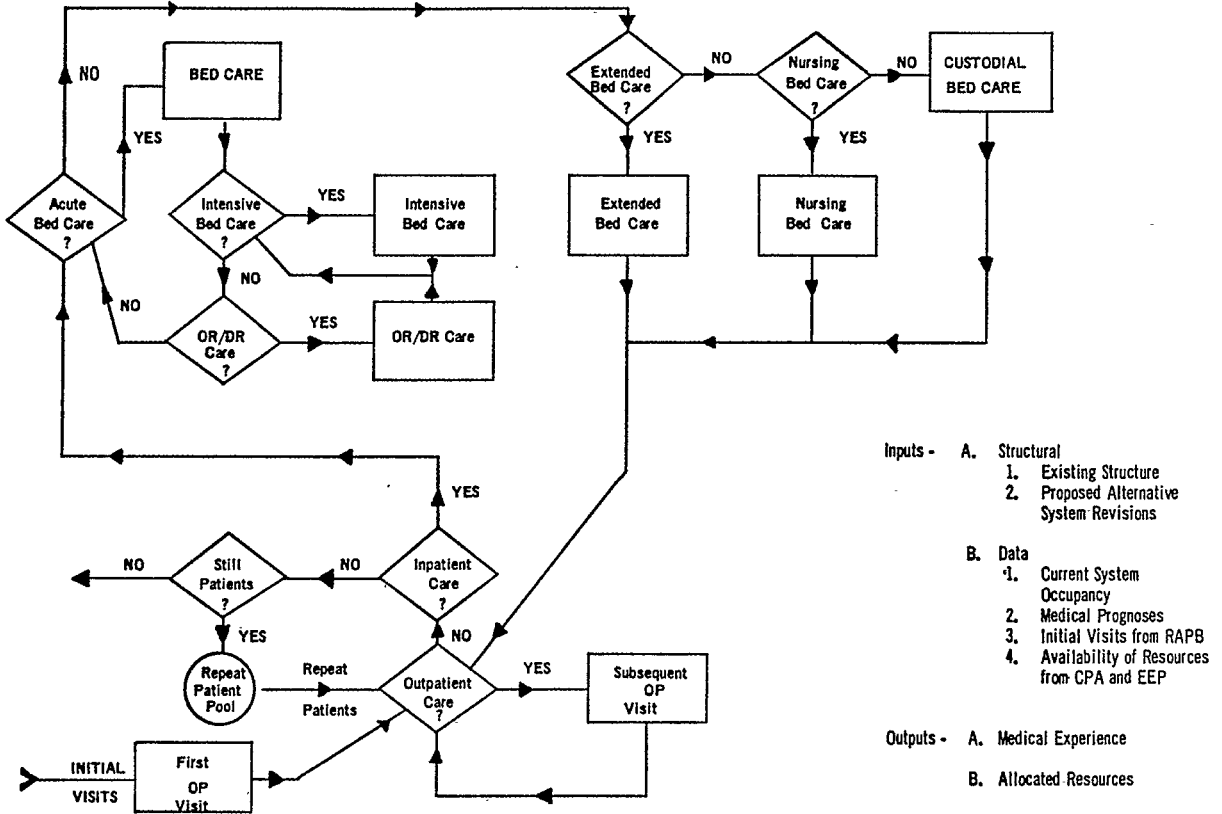 NO
BED CARE
YES
Acute
Bed Care
?
Intensive
Bed Care
?
YES
Intensive
Bed Care
NO
NO
OR/DR
Care
?
YES
OR/DR Care
Extended
Bed Care
?
NO
Nursing
Bed Care
?
NO
CUSTODIAL
BED CARE
YES
YES
Extended
Bed Care
Nursing
Bed Care
YES
NO
Still
Patients
?
NO
Inpatient
Care
?
YES
NO
Repeat
Patient
Pool
Repeat
Patients
Outpatient
Care
?
YES
Subsequent
OP
Visit
INITIAL
VISITS
First
OP
Visit
Inputs - A. Structural
1. Existing Structure
2. Proposed Alternative
System Revisions
B. Data
1. Current System
Occupancy
2. Medical Prognoses
3. Initial Visits from RAPB
4. Availability of Resources
from CPA and EEP
Outputs - A. Medical Experience
B. Allocated Resources